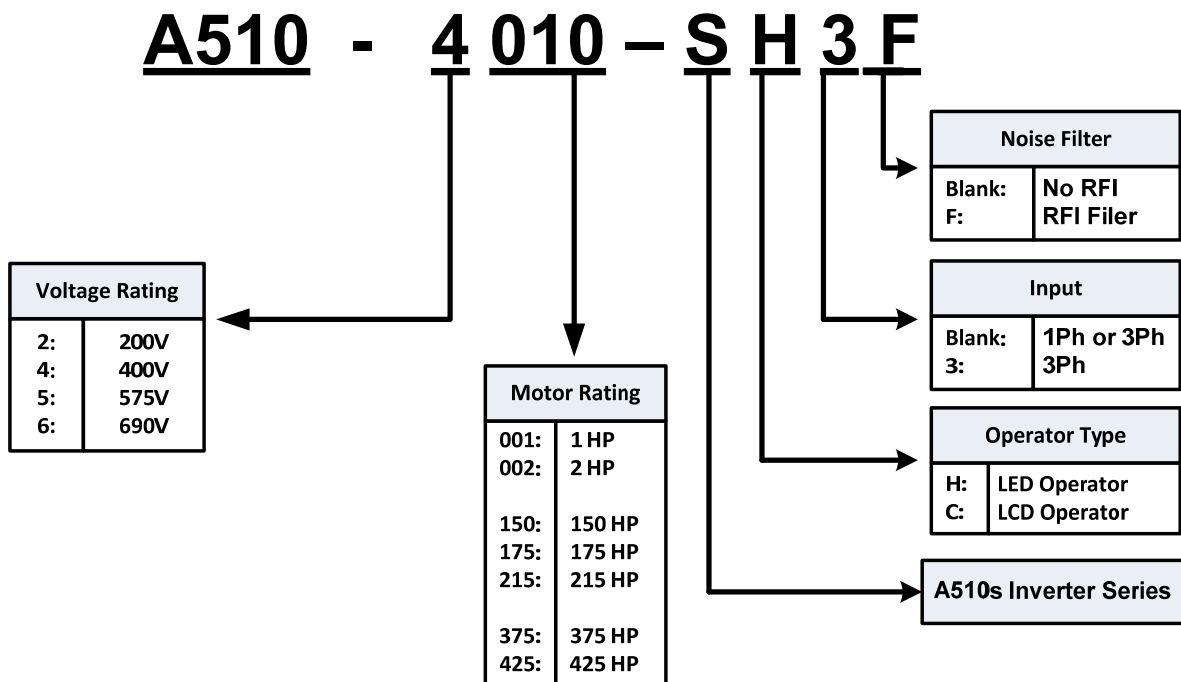 A510 - 4 010 – S H 3 F
Noise Filter
Blank: No RFI
F: RFI Filer
Input
Blank: 1Ph or 3Ph
3: 3Ph
Operator Type
H: LED Operator
C: LCD Operator
A510s Inverter Series
Voltage Rating
2: 200V
4: 400V
5: 575V
6: 690V
Motor Rating
001: 1 HP
002: 2 HP
150: 150 HP
175: 175 HP
215: 215 HP
375: 375 HP
425: 425 HP